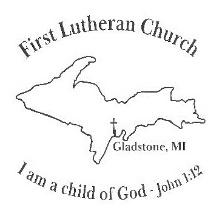 First Lutheran Church
Gladstone, MI
I am a child of God - John 1:12